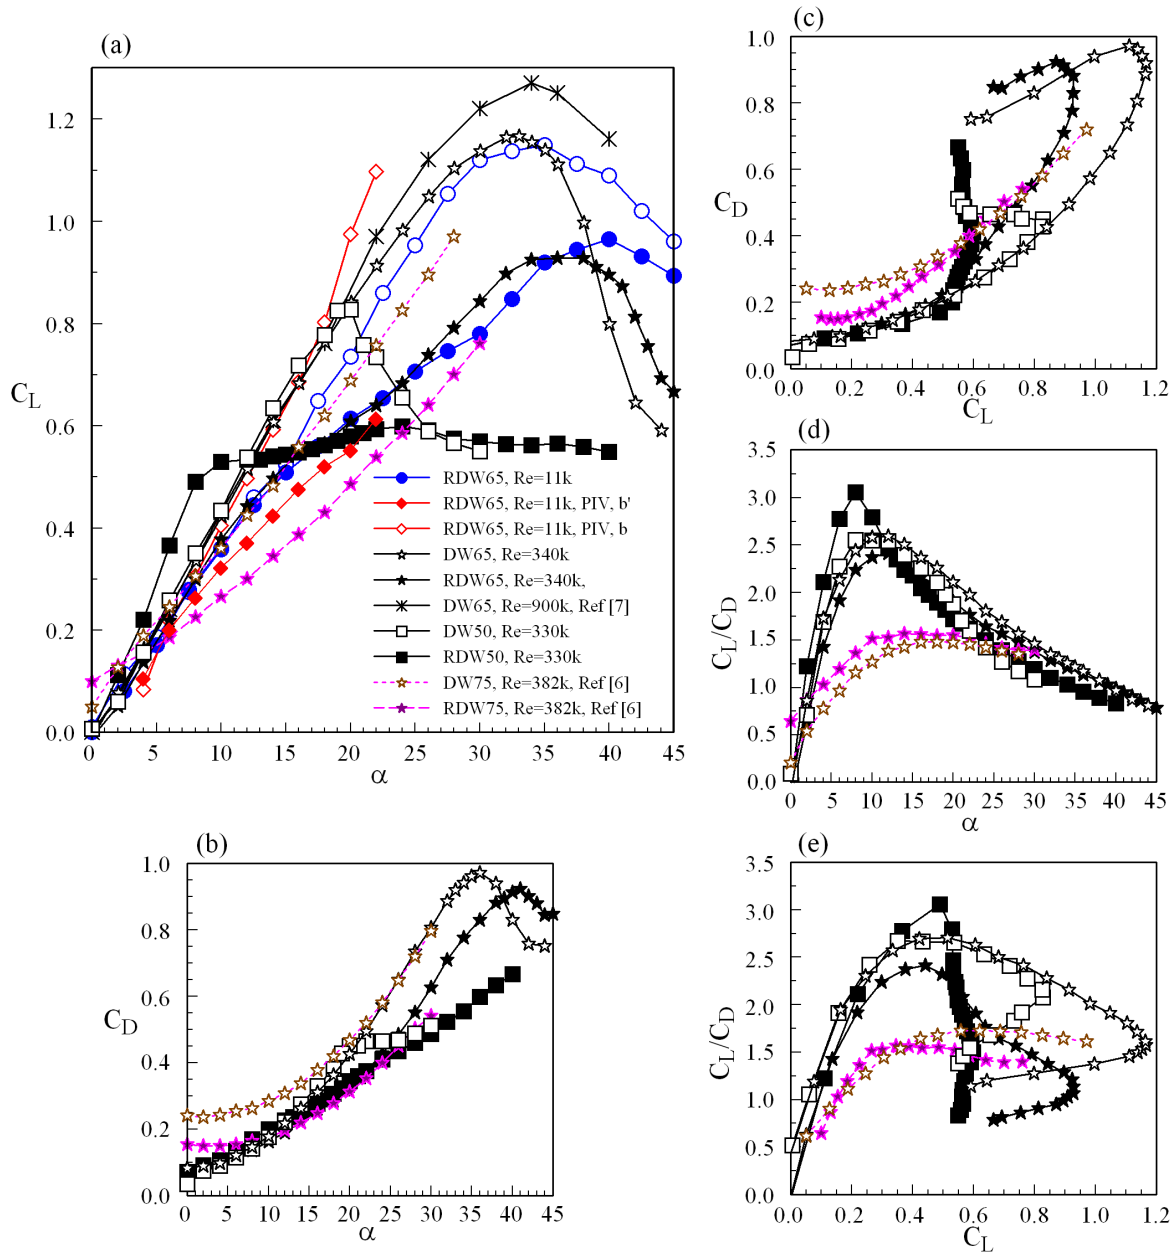 (a)
1.2
1.0
0.8
C_L
0.6
0.4
0.2
0.0
0 5 10 15 20 25 30 35 40 45
α
RDW65, Re=11k
RDW65, Re=11k, PIV, b'
RDW65, Re=11k, PIV, b
DW65, Re=340k
RDW65, Re=340k,
DW65, Re=900k, Ref [7]
DW50, Re=330k
RDW50, Re=330k
DW75, Re=382k, Ref [6]
RDW75, Re=382k, Ref [6]
(b)
1.0
0.8
C_D
0.6
0.4
0.2
0.0
0 5 10 15 20 25 30 35 40 45
α
(c)
1.0
0.8
0.6
C_D
0.4
0.2
0.0
0.0 0.2 0.4 0.6 0.8 1.0 1.2
C_L
(d)
3.5
3.0
2.5
2.0
C_L/C_D
1.5
1.0
0.5
0.0
0 5 10 15 20 25 30 35 40 45
α
(e)
3.5
3.0
2.5
2.0
C_L/C_D
1.5
1.0
0.5
0.0
0.0 0.2 0.4 0.6 0.8 1.0 1.2
C_L